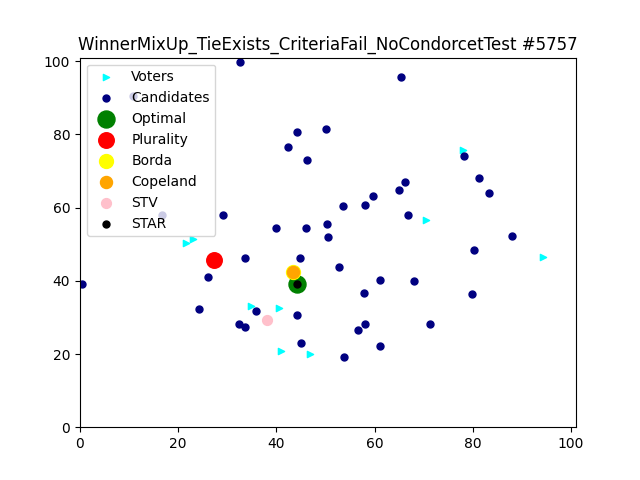 WinnerMixUp_TieExists_CriteriaFail_NoCondorcetTest #5757
100
80
60
40
20
0
Voters
Candidates
Optimal
Plurality
Borda
Copeland
STV
STAR
0 20 40 60 80 100